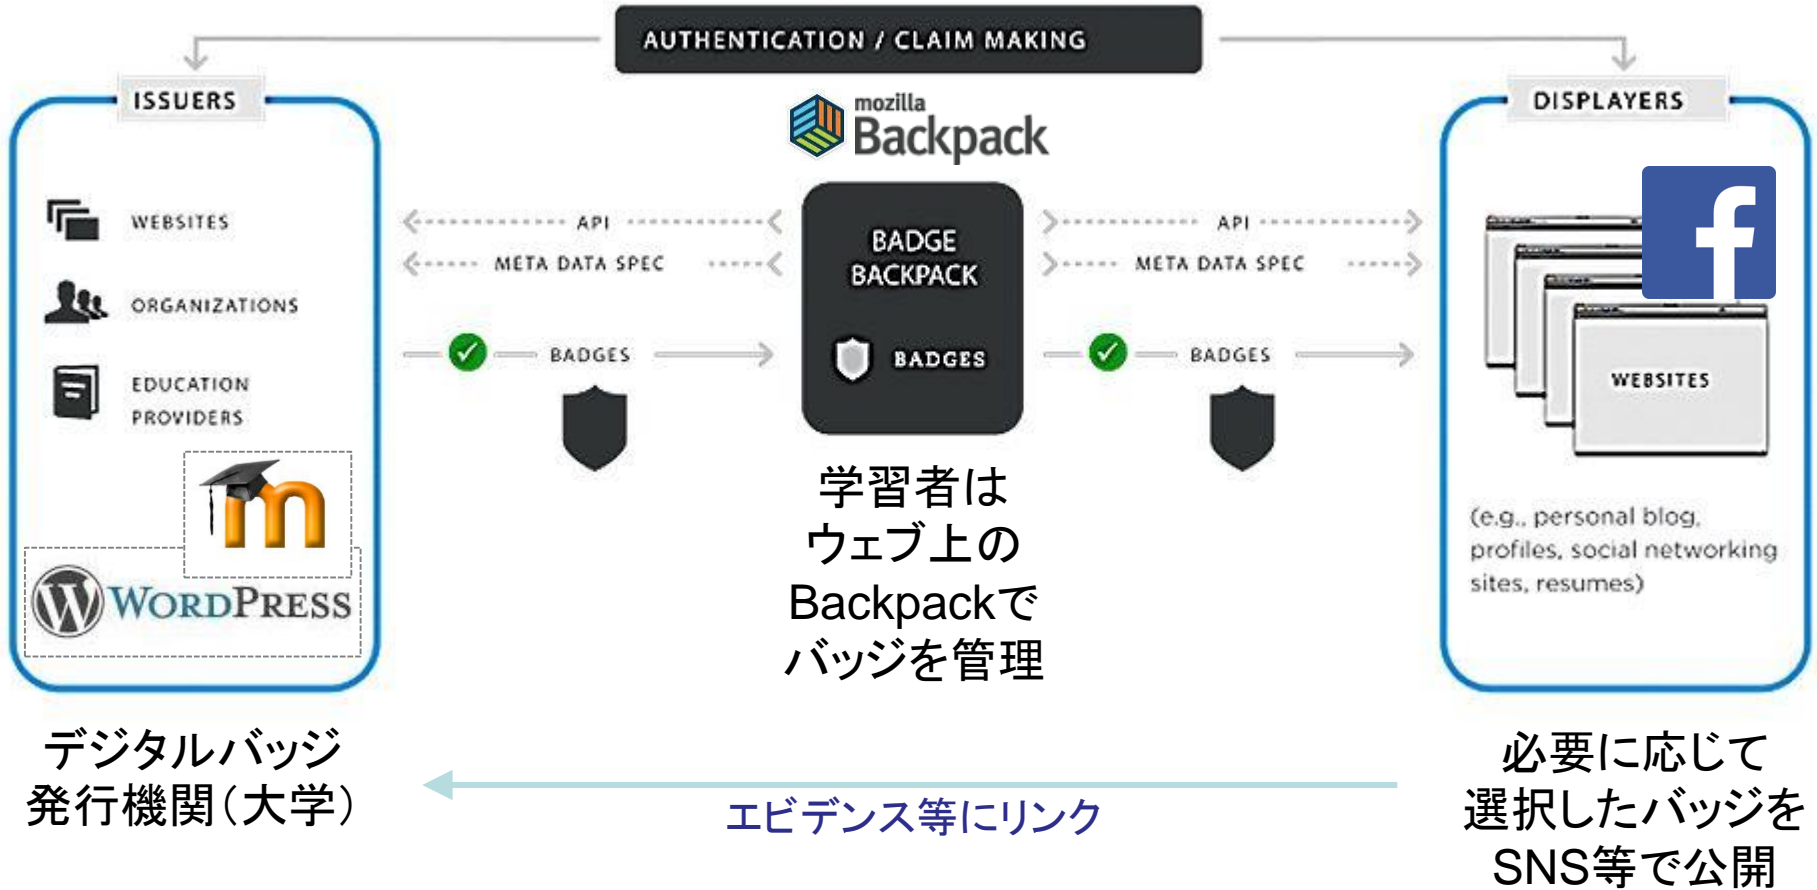 AUTHENTICATION / CLAIM MAKING
ISSUERS
WEBSITES
ORGANIZATIONS
EDUCATION
PROVIDERS
m
WORDPRESS
デジタルバッジ
発行機関（大学）
API
META DATA SPEC
BADGES
mozilla
Backpack
BADGE
BACKPACK
BADGES
学習者は
ウェブ上の
Backpackで
バッジを管理
API
META DATA SPEC
BADGES
DISPLAYERS
f
WEBSITES
(e.g., personal blog,
profiles, social networking
sites, resumes)
必要に応じて
選択したバッジを
SNS等で公開
エビデンス等にリンク